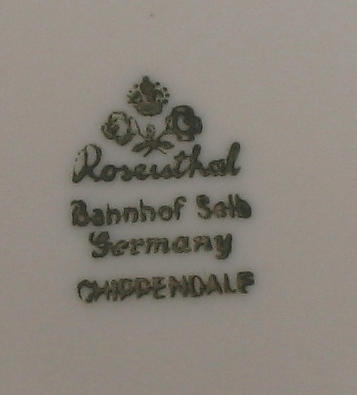 Rosenthal
Bahnhof Selb
Germany
CHIPPENDALE